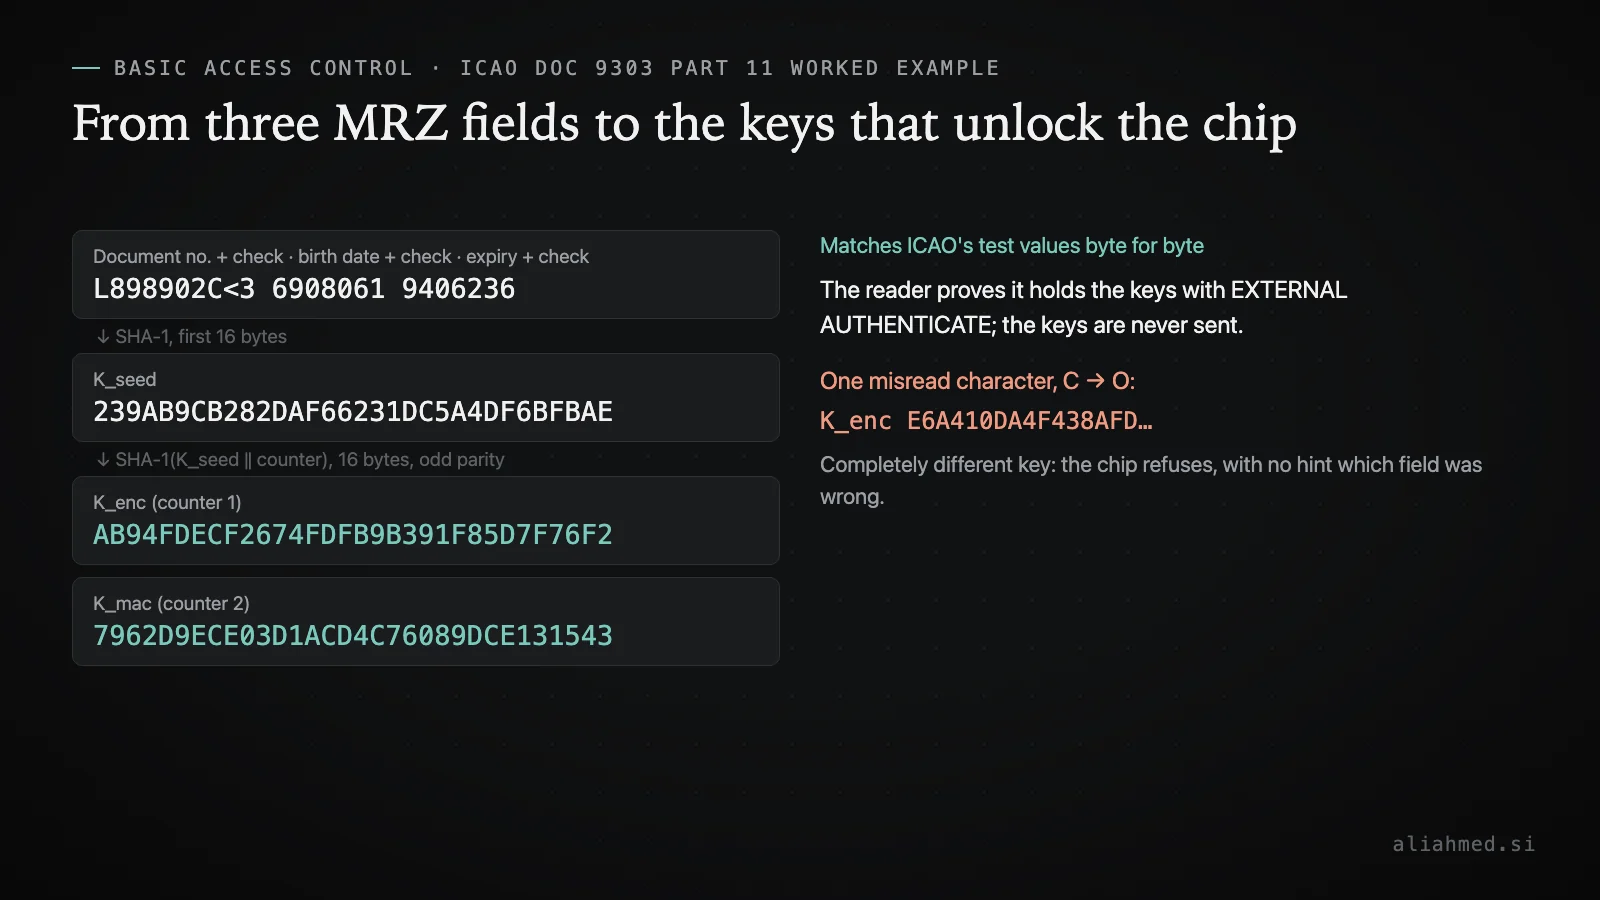 BASIC ACCESS CONTROL · ICAO DOC 9303 PART 11 WORKED EXAMPLE
From three MRZ fields to the keys that unlock the chip
Document no. + check · birth date + check · expiry + check
L898902C<3 6908061 9406236
↓ SHA-1, first 16 bytes
K_seed
239AB9CB282DAF66231DC5A4DF6BFBAE
↓ SHA-1(K_seed || counter), 16 bytes, odd parity
K_enc (counter 1)
AB94FDECF2674FDFB9B391F85D7F76F2
K_mac (counter 2)
7962D9ECE03D1ACD4C76089DCE131543
Matches ICAO's test values byte for byte
The reader proves it holds the keys with EXTERNAL
AUTHENTICATE; the keys are never sent.
One misread character, C → O:
K_enc E6A410DA4F438AFD…
Completely different key: the chip refuses, with no hint which field was
wrong.
aliahmed.si